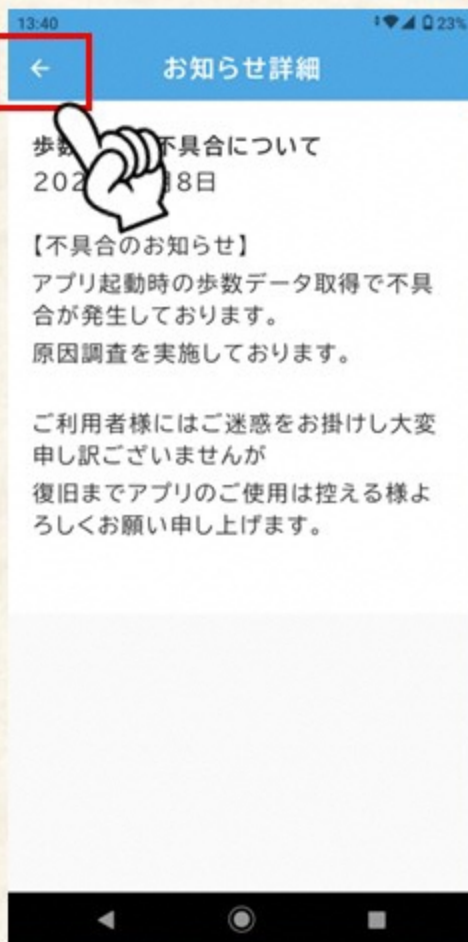 13:40
23%
お知らせ詳細
歩数 不具合について
202 8日
【不具合のお知らせ】
アプリ起動時の歩数データ取得で不具
合が発生しております。
原因調査を実施しております。
ご利用者様にはご迷惑をお掛けし大変
申し訳ございませんが
復旧までアプリのご使用は控える様よ
ろしくお願い申し上げます。